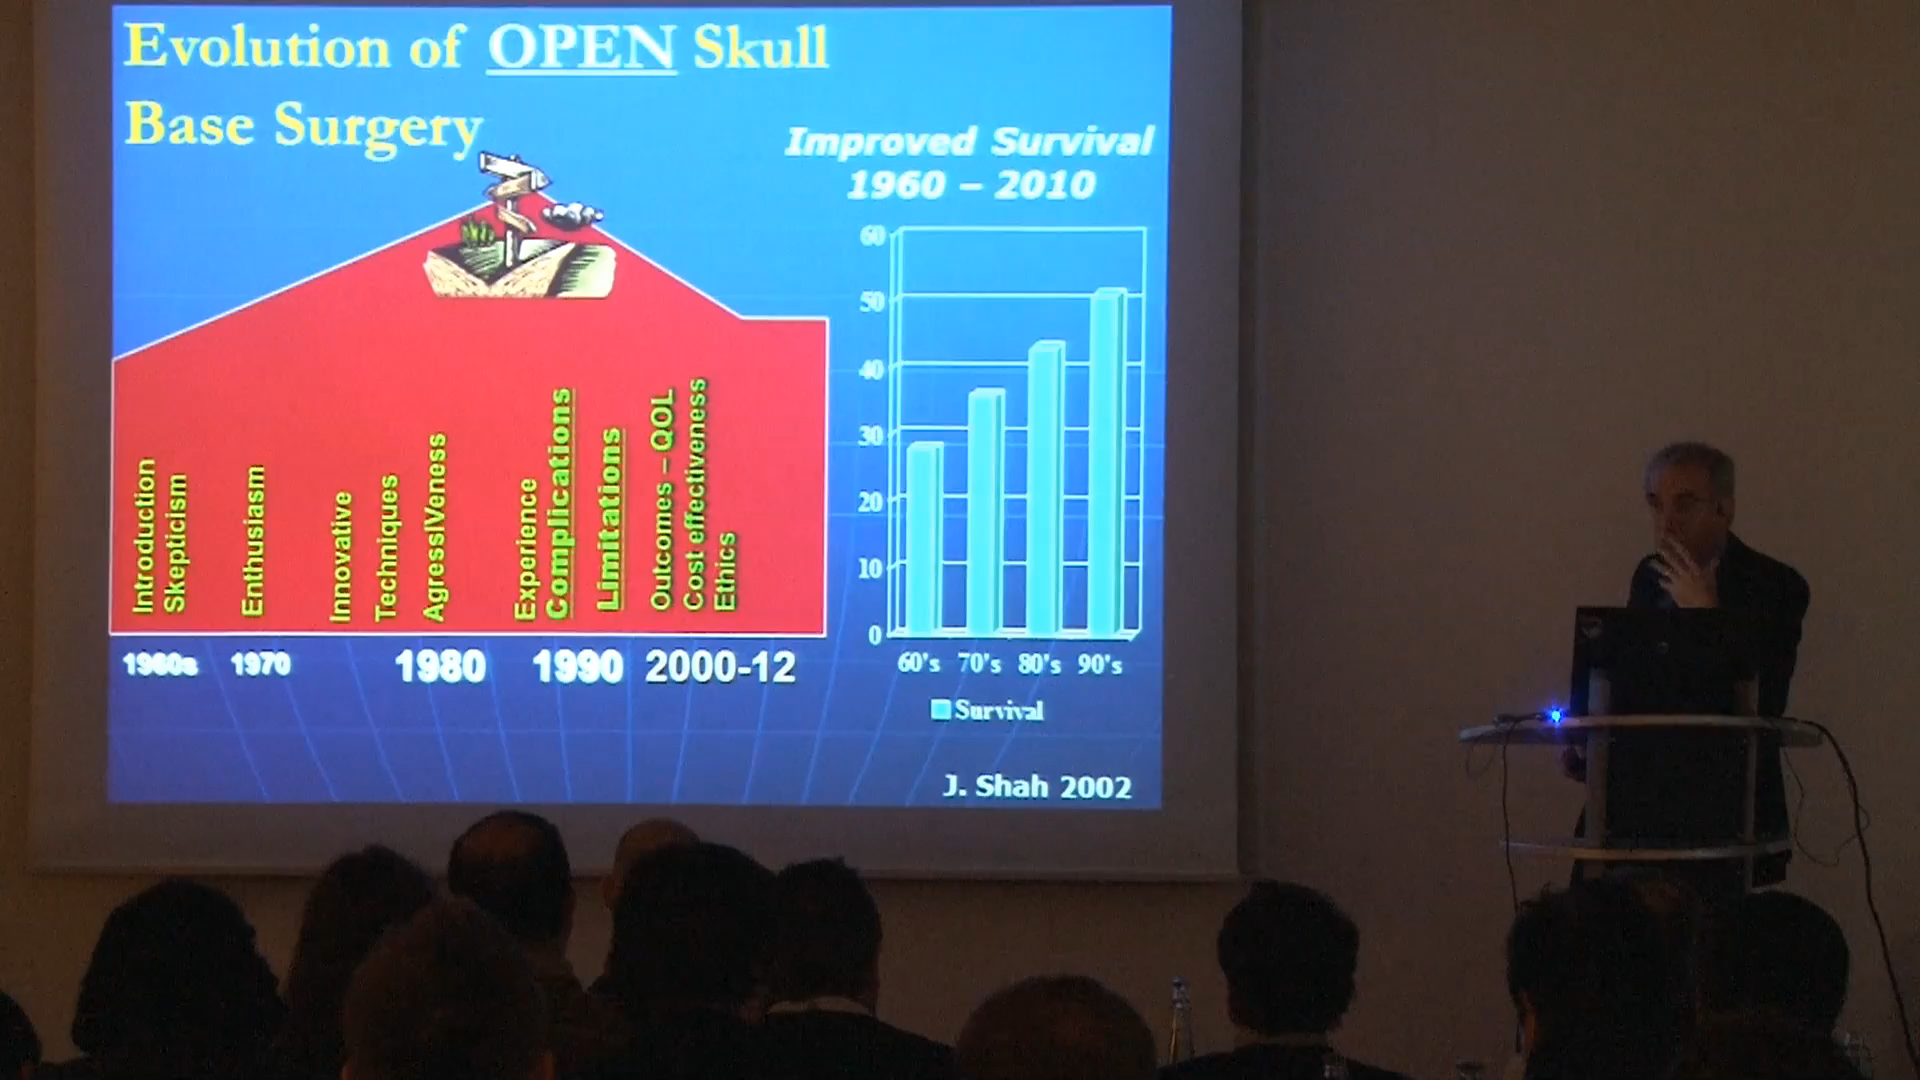 Evolution of OPEN Skull
Base Surgery
Improved Survival
1960 – 2010
Introduction
Skepticism
Enthusiasm
Innovative
Techniques
AgressiVeness
Experience
Complications
Limitations
Outcomes – QOL
Cost effectiveness
Ethics
1960s 1970 1980 1990 2000-12
60
50
40
30
20
10
0
60's 70's 80's 90's
Survival
J. Shah 2002